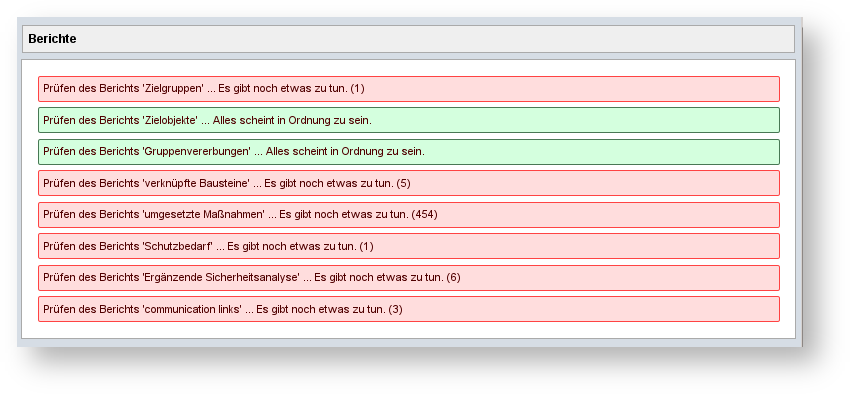 Berichte
Prüfen des Berichts 'Zielgruppen' ... Es gibt noch etwas zu tun. (1)
Prüfen des Berichts 'Zielobjekte' ... Alles scheint in Ordnung zu sein.
Prüfen des Berichts 'Gruppenvererbungen' ... Alles scheint in Ordnung zu sein.
Prüfen des Berichts 'verknüpfte Bausteine' ... Es gibt noch etwas zu tun. (5)
Prüfen des Berichts 'umgesetzte Maßnahmen' ... Es gibt noch etwas zu tun. (454)
Prüfen des Berichts 'Schutzbedarf' ... Es gibt noch etwas zu tun. (1)
Prüfen des Berichts 'Ergänzende Sicherheitsanalyse' ... Es gibt noch etwas zu tun. (6)
Prüfen des Berichts 'communication links' ... Es gibt noch etwas zu tun. (3)